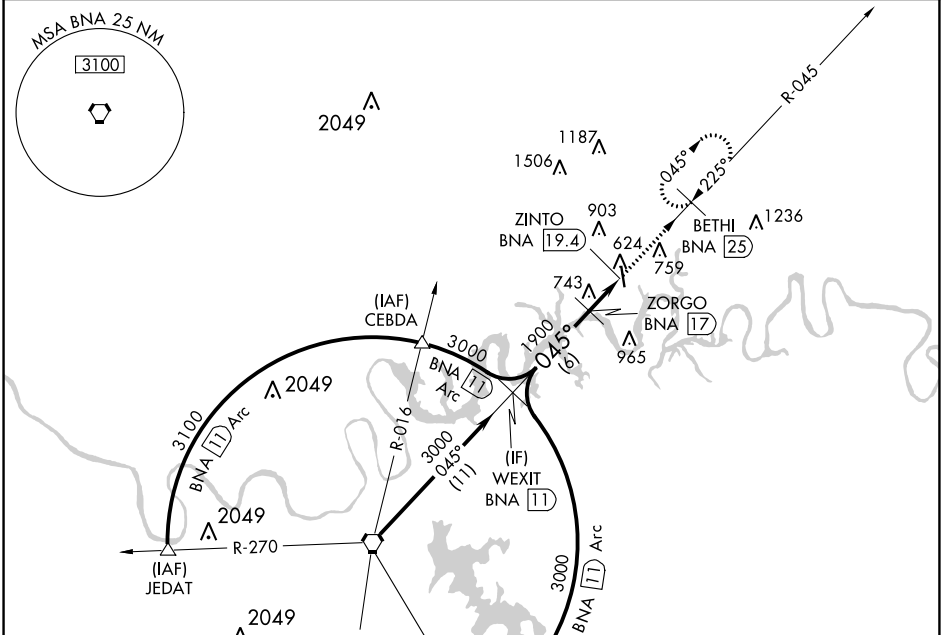 MSA BNA 25 NM
3100
2049
1187
1506
R-045
045°
225°
ZINTO
BNA 19.4
903
624
759
BETHI
BNA 25
1236
743
ZORGO
BNA 17
965
(IAF)
CEBDA
3000
BNA 11
Arc
1900
045°
(6)
2049
3100
BNA 11 Arc
R-016
3000
045°
(11)
(IF)
WEXIT
BNA 11
2049
R-270
(IAF)
JEDAT
3000
BNA 11 Arc
2049